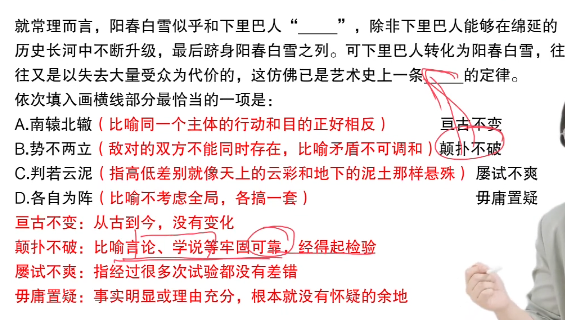 就常理而言，阳春白雪似乎和下里巴人“_____”，除非下里巴人能够在绵延的
历史长河中不断升级，最后跻身阳春白雪之列。可下里巴人转化为阳春白雪，往
往又是以失去大量受众为代价的，这仿佛已是艺术史上一条_____的定律。
依次填入画横线部分最恰当的一项是：
A.南辕北辙（比喻同一个主体的行动和目的正好相反） 亘古不变
B.势不两立（敌对的双方不能同时存在，比喻矛盾不可调和）颠扑不破
C.判若云泥（指高低差别就像天上的云彩和地下的泥土那样悬殊） 屡试不爽
D.各自为阵（比喻不考虑全局，各搞一套） 毋庸置疑
亘古不变：从古到今，没有变化
颠扑不破：比喻言论、学说等牢固可靠，经得起检验
屡试不爽：指经过很多次试验都没有差错
毋庸置疑：事实明显或理由充分，根本就没有怀疑的余地